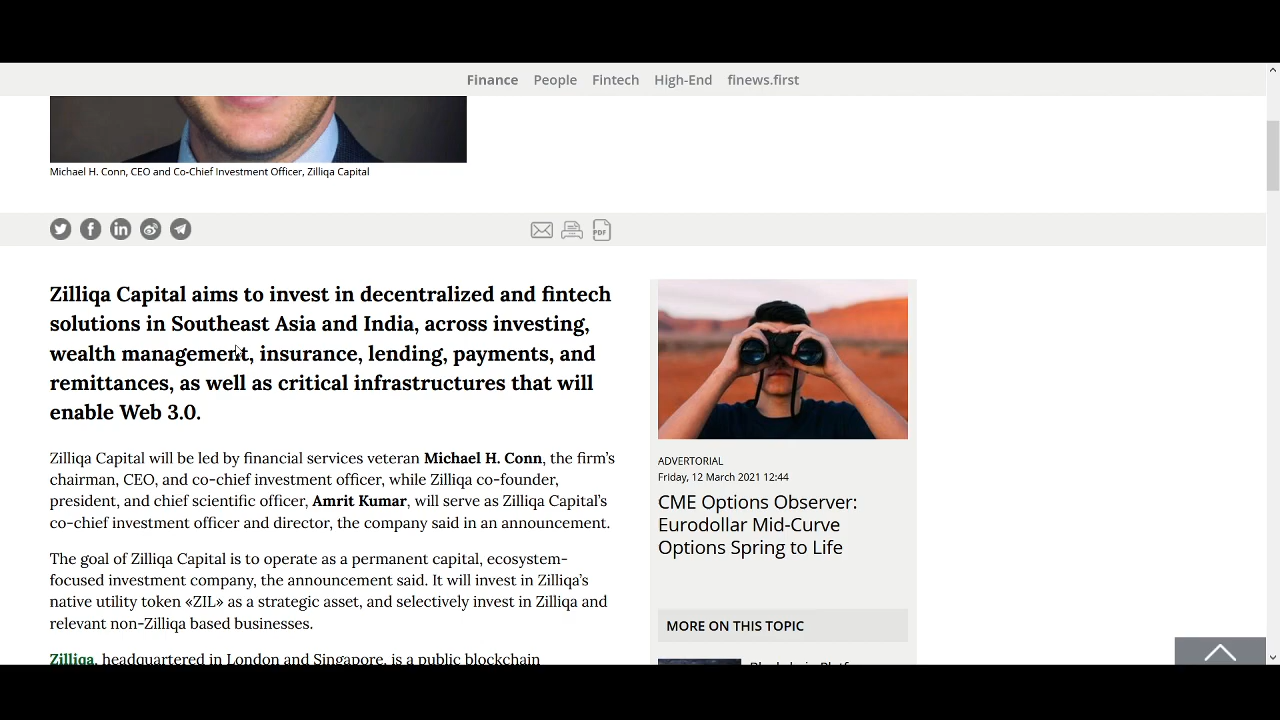 Finance People Fintech High-End finews.first
Michael H. Conn, CEO and Co-Chief Investment Officer, Zilliqa Capital
PDF
Zilliqa Capital aims to invest in decentralized and fintech
solutions in Southeast Asia and India, across investing,
wealth management, insurance, lending, payments, and
remittances, as well as critical infrastructures that will
enable Web 3.0.
Zilliqa Capital will be led by financial services veteran Michael H. Conn, the firm's
chairman, CEO, and co-chief investment officer, while Zilliqa co-founder,
president, and chief scientific officer, Amrit Kumar, will serve as Zilliqa Capital's
co-chief investment officer and director, the company said in an announcement.
The goal of Zilliqa Capital is to operate as a permanent capital, ecosystem-
focused investment company, the announcement said. It will invest in Zilliqa's
native utility token «ZIL» as a strategic asset, and selectively invest in Zilliqa and
relevant non-Zilliqa based businesses.
Zilliqa, headquartered in London and Singapore, is a public blockchain
ADVERTORIAL
Friday, 12 March 2021 12:44
CME Options Observer:
Eurodollar Mid-Curve
Options Spring to Life
MORE ON THIS TOPIC